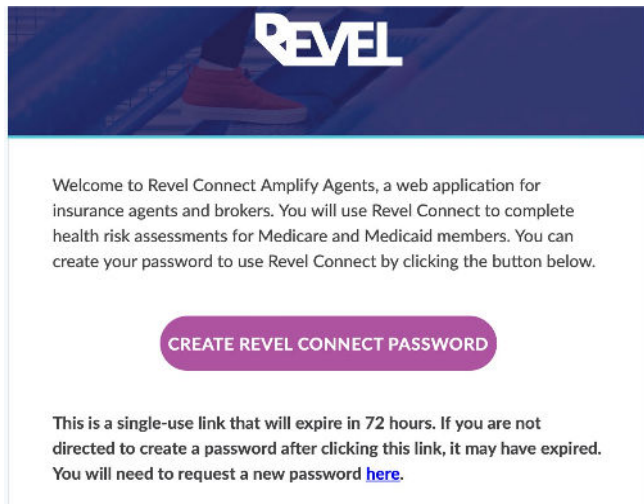 REVEL
Welcome to Revel Connect Amplify Agents, a web application for
insurance agents and brokers. You will use Revel Connect to complete
health risk assessments for Medicare and Medicaid members. You can
create your password to use Revel Connect by clicking the button below.
CREATE REVEL CONNECT PASSWORD
This is a single-use link that will expire in 72 hours. If you are not
directed to create a password after clicking this link, it may have expired.
You will need to request a new password here.